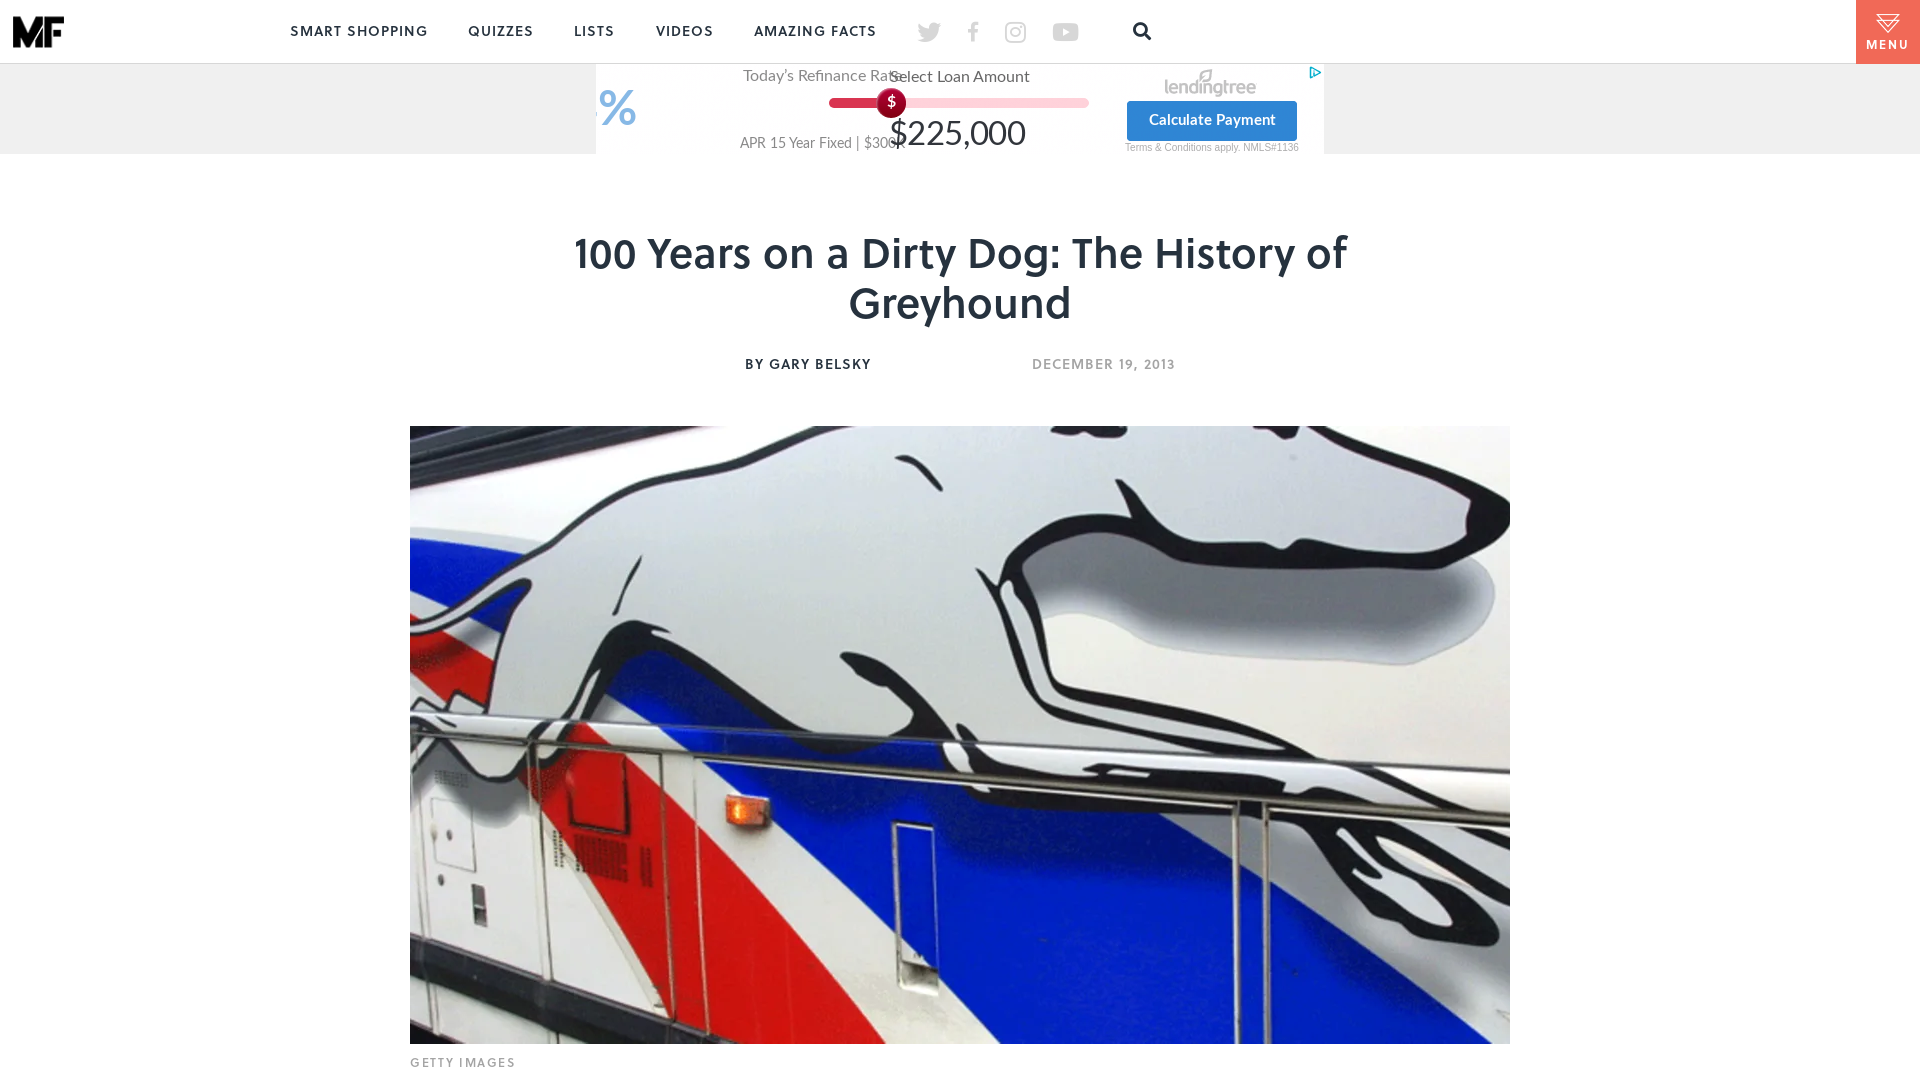 MF
SMART SHOPPING
QUIZZES
LISTS
VIDEOS
AMAZING FACTS
MENU
%
Today's Refinance Rate
APR 15 Year Fixed | $300K
Select Loan Amount
$
$225,000
lendingtree
Calculate Payment
Terms & Conditions apply. NMLS#1136
100 Years on a Dirty Dog: The History of
Greyhound
BY GARY BELSKY
DECEMBER 19, 2013
GETTY IMAGES